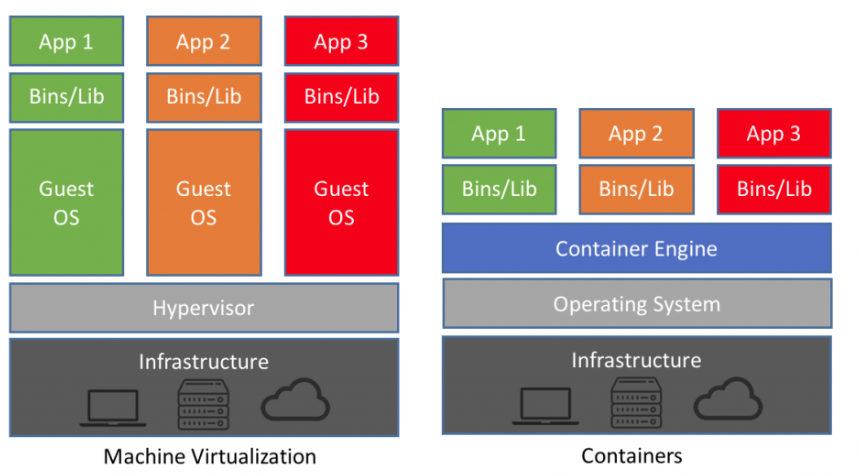 App 1
App 2
App 3
Bins/Lib
Bins/Lib
Bins/Lib
Guest
OS
Guest
OS
Guest
OS
Hypervisor
Infrastructure
Machine Virtualization
App 1
App 2
App 3
Bins/Lib
Bins/Lib
Bins/Lib
Container Engine
Operating System
Infrastructure
Containers